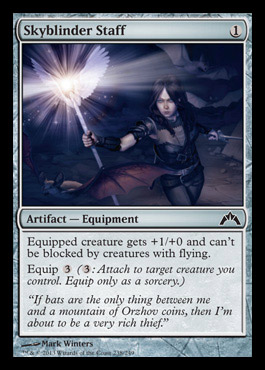 Skyblinder Staff 1
Artifact — Equipment
Equipped creature gets +1/+0 and can't
be blocked by creatures with flying.
Equip 3 (3: Attach to target creature you
control. Equip only as a sorcery.)
"If bats are the only thing between me
and a mountain of Orzhov coins, then I'm
about to be a very rich thief."
Mark Winters
™ & © 2013 Wizards of the Coast 238/249